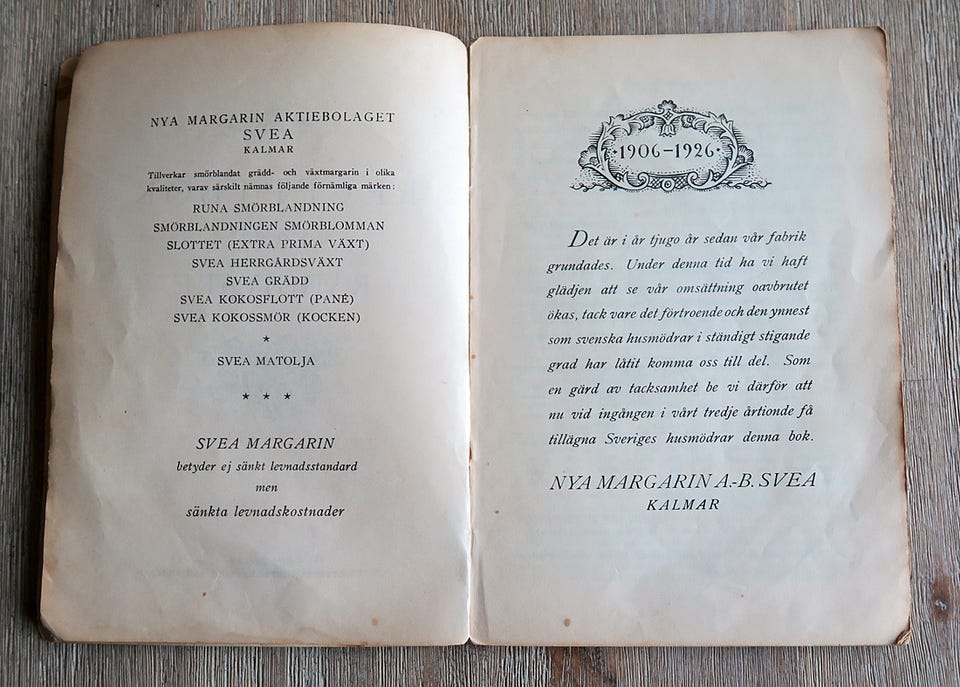 NYA MARGARIN AKTIEBOLAGET
SVEA
KALMAR
Tillverkar smörblandat grädd- och växtmargarin i olika
kvaliteter, varav särskilt nämnas följande förnämliga märken:
RUNA SMÖRBLANDNING
SMÖRBLANDNINGEN SMÖRBLOMMAN
SLOTTET (EXTRA PRIMA VÄXT)
SVEA HERRGÅRDSVÄXT
SVEA GRÄDD
SVEA KOKOSFLOTT (PANÉ)
SVEA KOKOSSMÖR (KOCKEN)
*
SVEA MATOLJA
* * *
SVEA MARGARIN
betyder ej sänkt levnadsstandard
men
sänkta levnadskostnader
·1906-1926·
Det är i år tjugo år sedan vår fabrik
grundades. Under denna tid ha vi haft
glädjen att se vår omsättning oavbrutet
ökas, tack vare det förtroende och den ynnest
som svenska husmödrar i ständigt stigande
grad har låtit komma oss till del. Som
en gärd av tacksamhet be vi därför att
nu vid ingången i vårt tredje årtionde få
tillägna Sveriges husmödrar denna bok.
NYA MARGARIN A.-B. SVEA
KALMAR